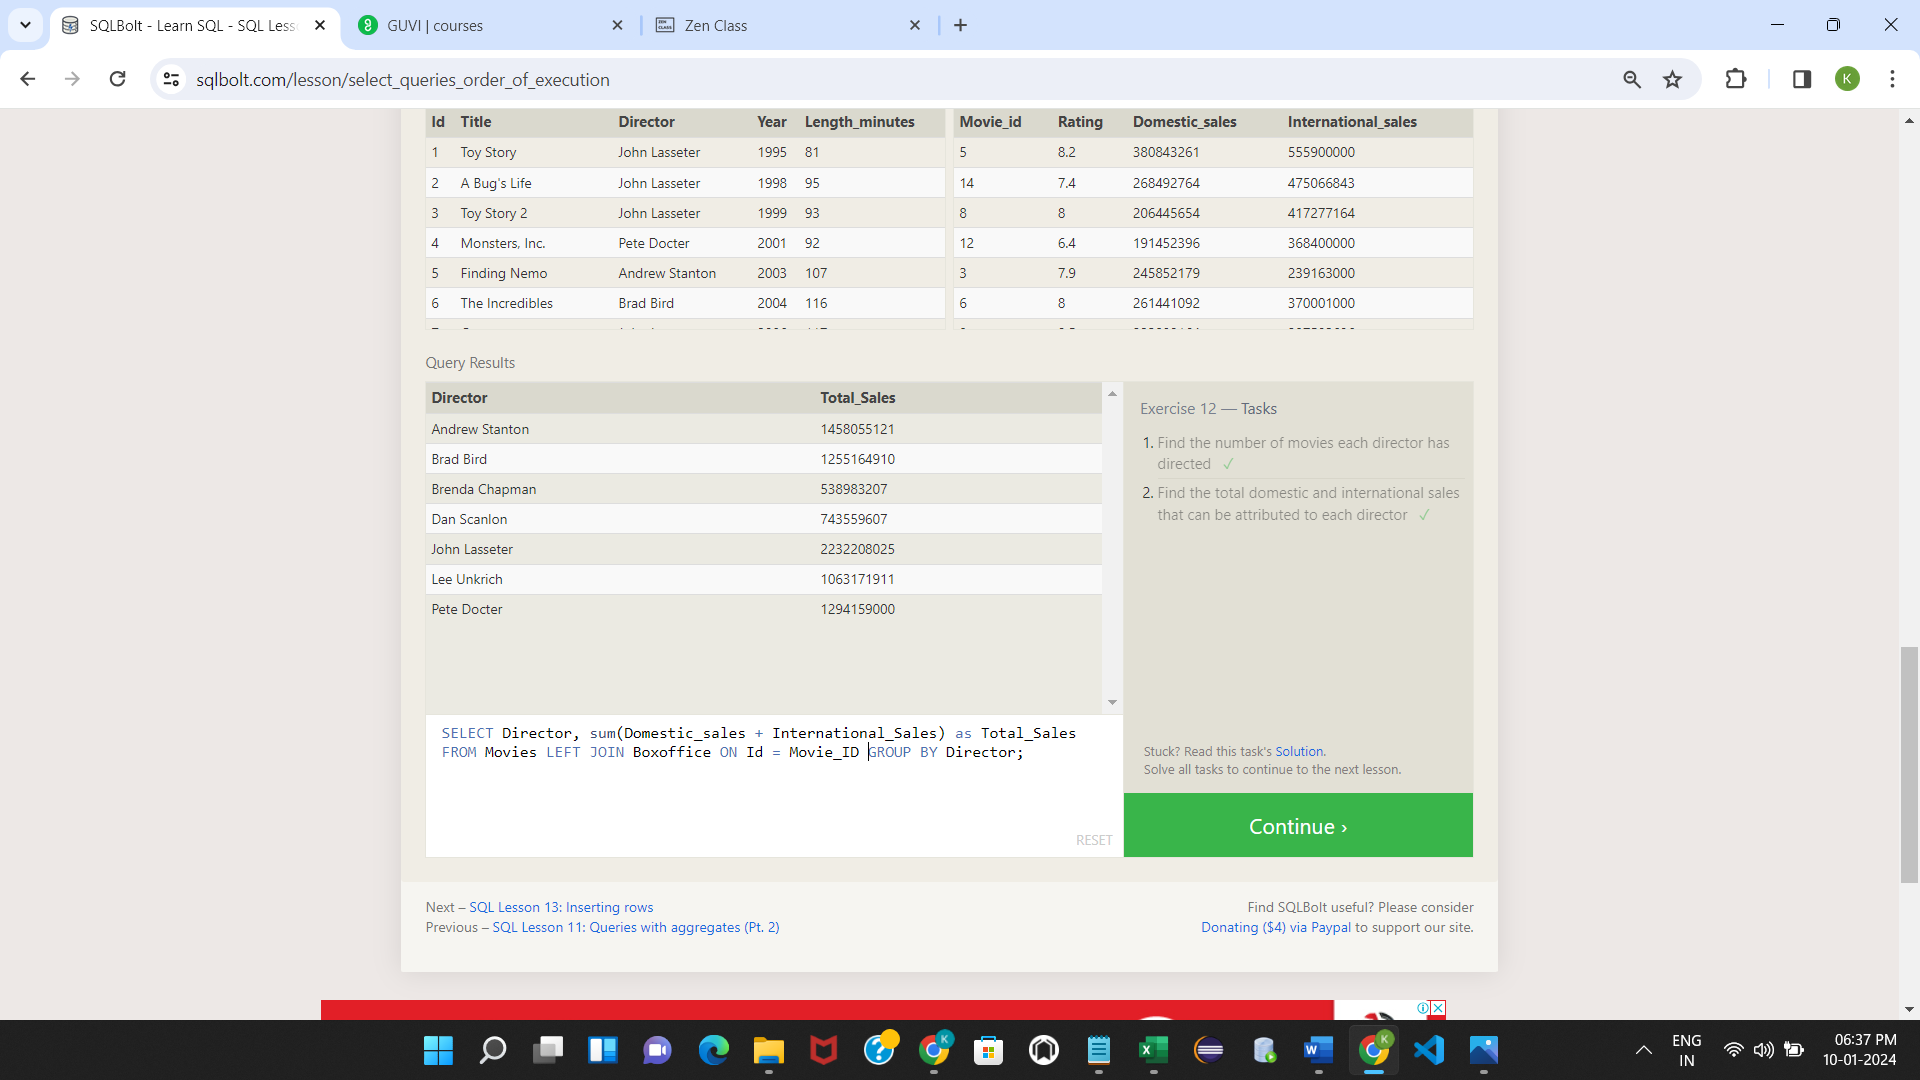 SQLBolt - Learn SQL - SQL Less
GUVI | courses
Zen Class
sqlbolt.com/lesson/select_queries_order_of_execution
K
Id Title Director Year Length_minutes
1 Toy Story John Lasseter 1995 81
2 A Bug's Life John Lasseter 1998 95
3 Toy Story 2 John Lasseter 1999 93
4 Monsters, Inc. Pete Docter 2001 92
5 Finding Nemo Andrew Stanton 2003 107
6 The Incredibles Brad Bird 2004 116
Movie_id Rating Domestic_sales International_sales
5 8.2 380843261 555900000
14 7.4 268492764 475066843
8 8 206445654 417277164
12 6.4 191452396 368400000
3 7.9 245852179 239163000
6 8 261441092 370001000
Query Results
Director Total_Sales
Andrew Stanton 1458055121
Brad Bird 1255164910
Brenda Chapman 538983207
Dan Scanlon 743559607
John Lasseter 2232208025
Lee Unkrich 1063171911
Pete Docter 1294159000
Exercise 12 — Tasks
1. Find the number of movies each director has
directed ✓
2. Find the total domestic and international sales
that can be attributed to each director ✓
SELECT Director, sum(Domestic_sales + International_Sales) as Total_Sales
FROM Movies LEFT JOIN Boxoffice ON Id = Movie_ID GROUP BY Director;
RESET
Stuck? Read this task's Solution.
Solve all tasks to continue to the next lesson.
Continue ›
Next – SQL Lesson 13: Inserting rows
Previous – SQL Lesson 11: Queries with aggregates (Pt. 2)
Find SQLBolt useful? Please consider
Donating ($4) via Paypal to support our site.
ENG
IN
06:37 PM
10-01-2024